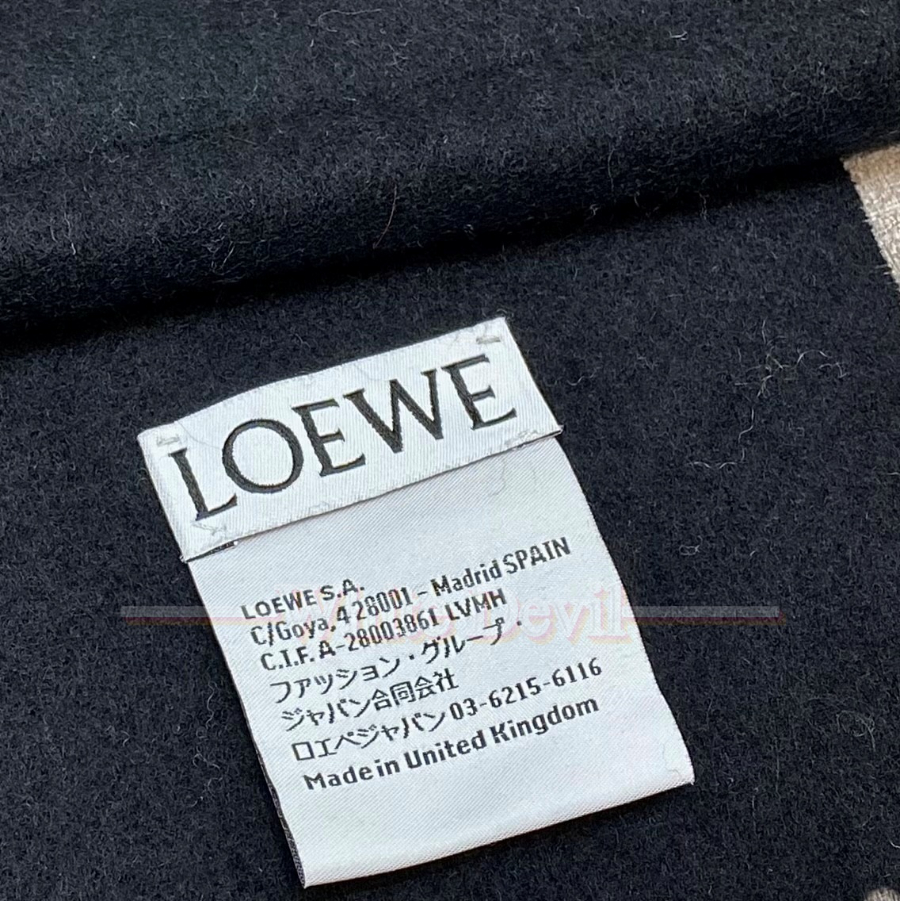 LOEWE
LOEWE S.A.
C/Goya, 4 28001 - Madrid SPAIN
C.I.F. A-28003861 LVMH
ファッション・グループ・
ジャパン合同会社
ロエベジャパン 03-6215-6116
Made in United Kingdom
Devil